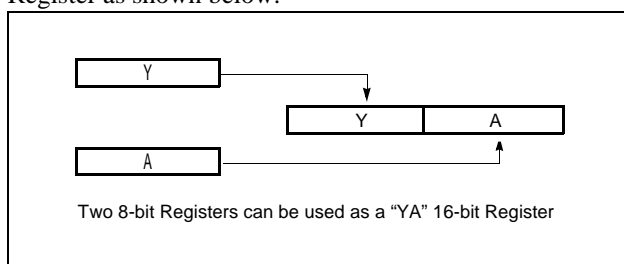 Register as shown below.
Y
Y A
A
Two 8-bit Registers can be used as a “YA” 16-bit Register